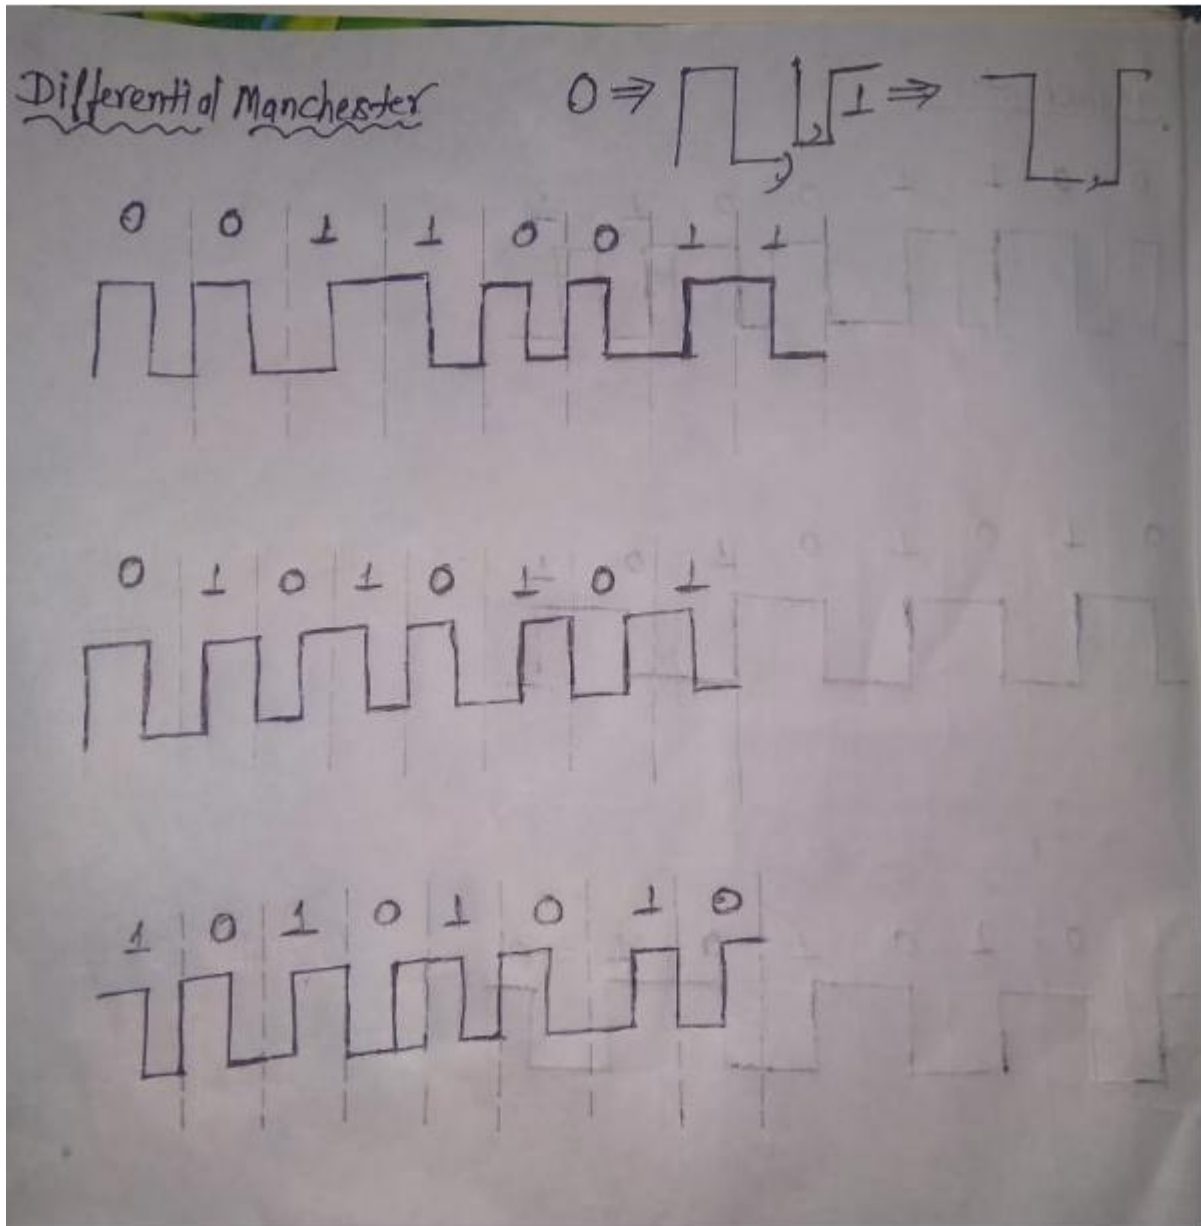 Differential Manchester 0 ⇒ 1 ⇒
0 0 1 1 0 0 1 1
0 1 0 1 0 1 0 1
1 0 1 0 1 0 1 0